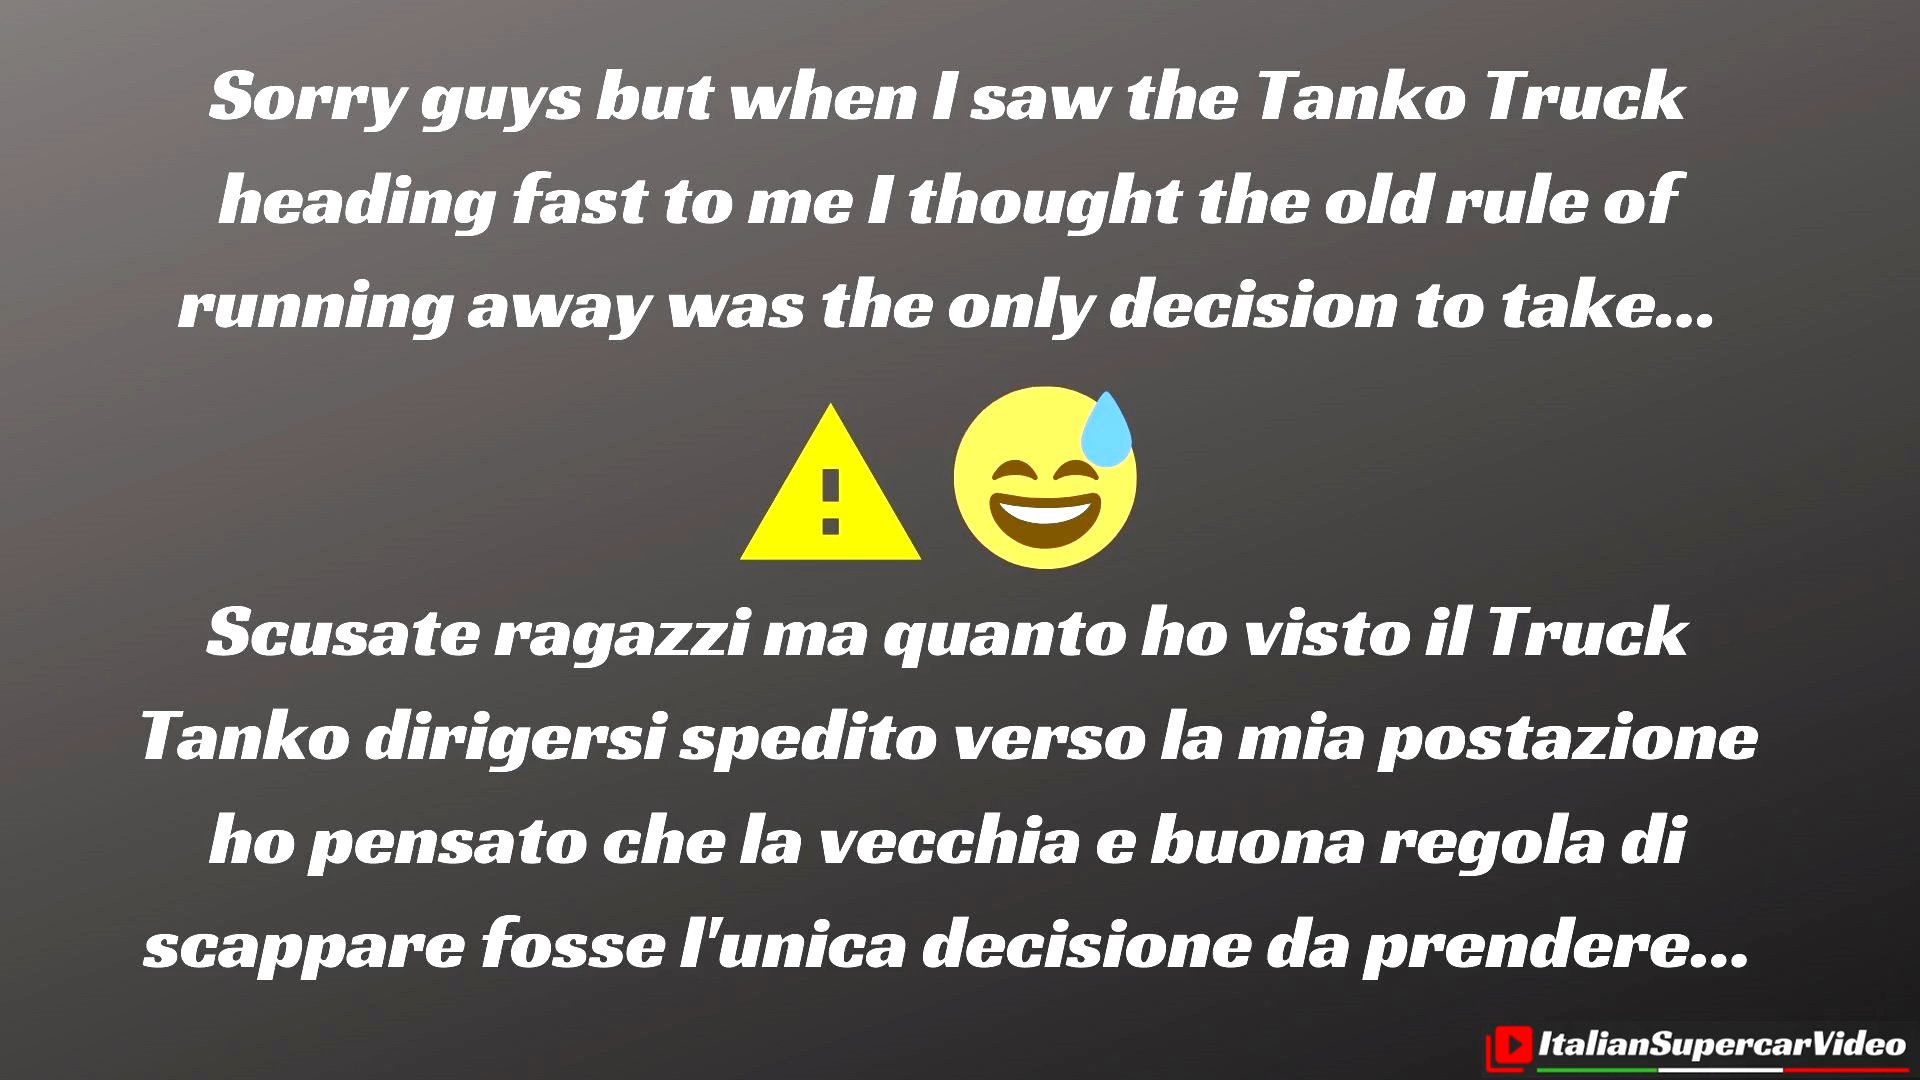 Sorry guys but when I saw the Tanko Truck
heading fast to me I thought the old rule of
running away was the only decision to take...
Scusate ragazzi ma quanto ho visto il Truck
Tanko dirigersi spedito verso la mia postazione
ho pensato che la vecchia e buona regola di
scappare fosse l'unica decisione da prendere...
ItalianSupercarVideo